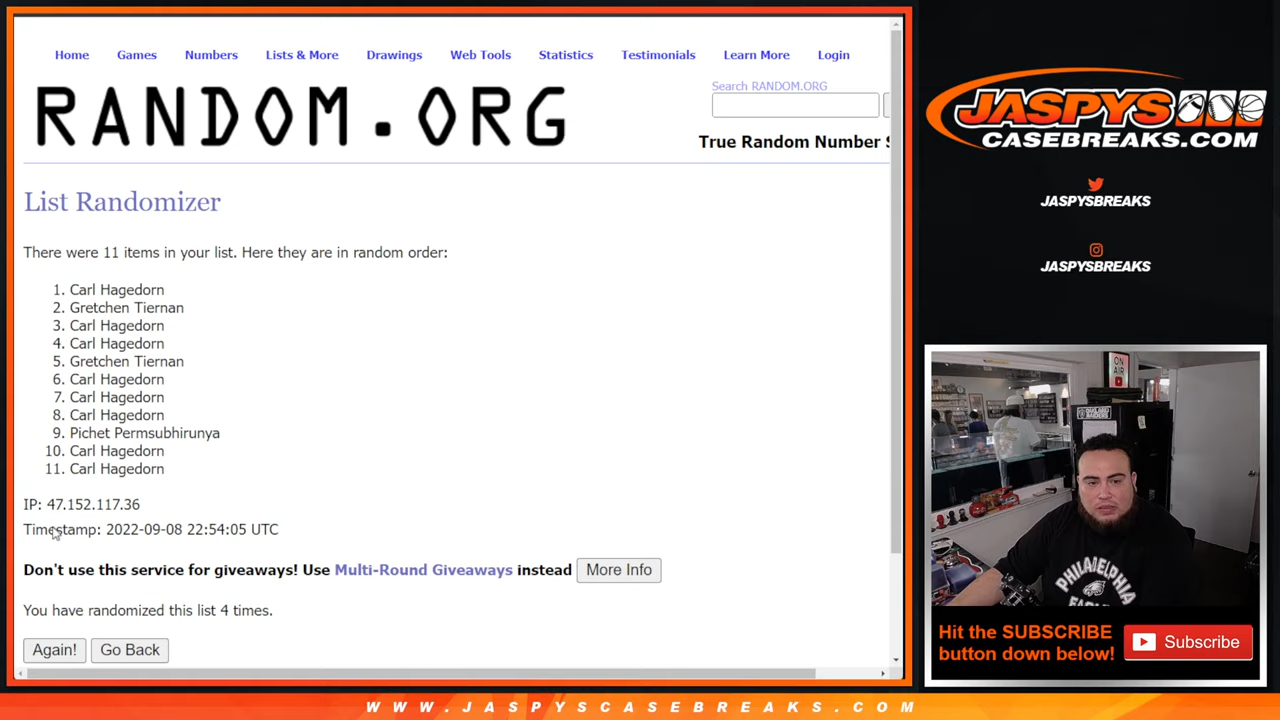 Home Games Numbers Lists & More Drawings Web Tools Statistics Testimonials Learn More Login
RANDOM.ORG
Search RANDOM.ORG
True Random Number S
List Randomizer
There were 11 items in your list. Here they are in random order:
1. Carl Hagedorn
2. Gretchen Tiernan
3. Carl Hagedorn
4. Carl Hagedorn
5. Gretchen Tiernan
6. Carl Hagedorn
7. Carl Hagedorn
8. Carl Hagedorn
9. Pichet Permsubhirunya
10. Carl Hagedorn
11. Carl Hagedorn
IP: 47.152.117.36
Timestamp: 2022-09-08 22:54:05 UTC
Don't use this service for giveaways! Use Multi-Round Giveaways instead More Info
You have randomized this list 4 times.
Again! Go Back
JASPYS
CASEBREAKS.COM
JASPYSBREAKS
JASPYSBREAKS
ON
AIR
OAKLAND
RAIDERS
PHILADELPHIA
EAGLES
Hit the SUBSCRIBE
button down below!
Subscribe
WWW.JASPYSCASEBREAKS.COM